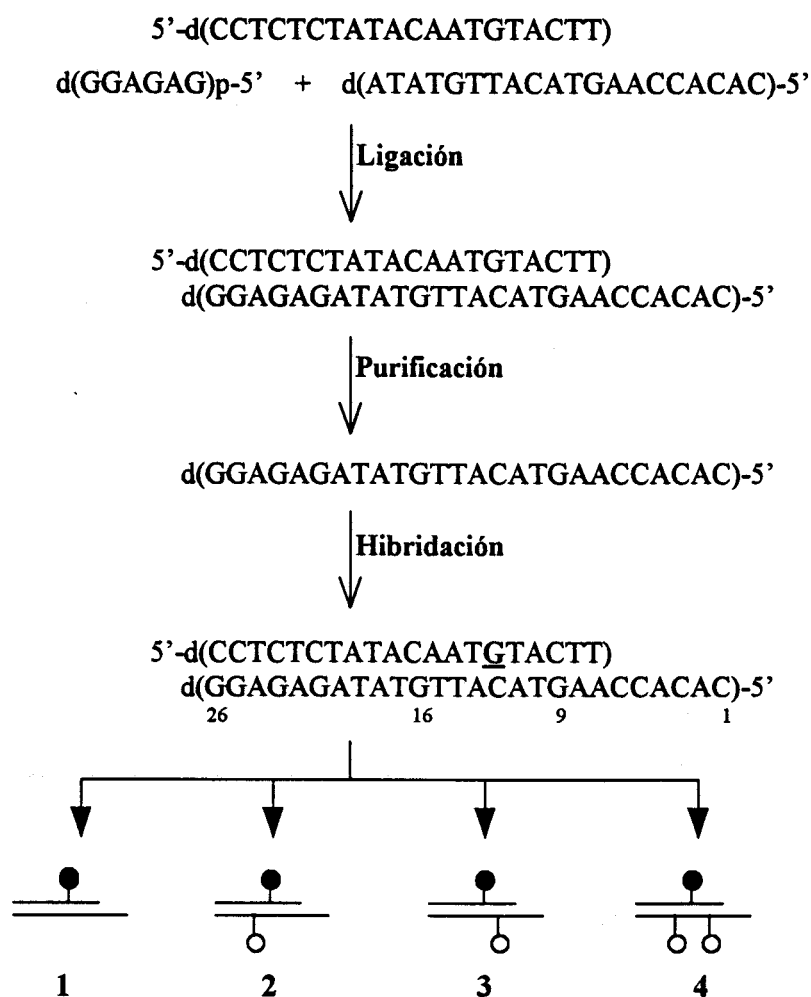 5’-d(CCTCTCTATACAATGTACTT)
d(GGAGAG)p-5’ + d(ATATGTTACATGAACCACAC)-5’
Ligación
5’-d(CCTCTCTATACAATGTACTT)
d(GGAGAGATATGTTACATGAACCACAC)-5’
Purificación
d(GGAGAGATATGTTACATGAACCACAC)-5’
Hibridación
5’-d(CCTCTCTATACAATGTACTT)
d(GGAGAGATATGTTACATGAACCACAC)-5’
26 16 9 1
1 2 3 4